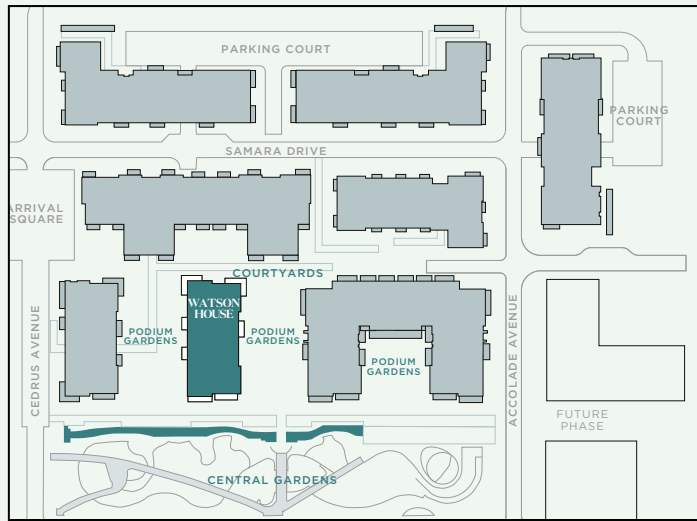 PARKING COURT
PARKING
COURT
SAMARA DRIVE
ARRIVAL
SQUARE
COURTYARDS
WATSON
HOUSE
PODIUM
GARDENS
PODIUM
GARDENS
PODIUM
GARDENS
CEDRUS AVENUE
ACCOLADE AVENUE
FUTURE
PHASE
CENTRAL GARDENS